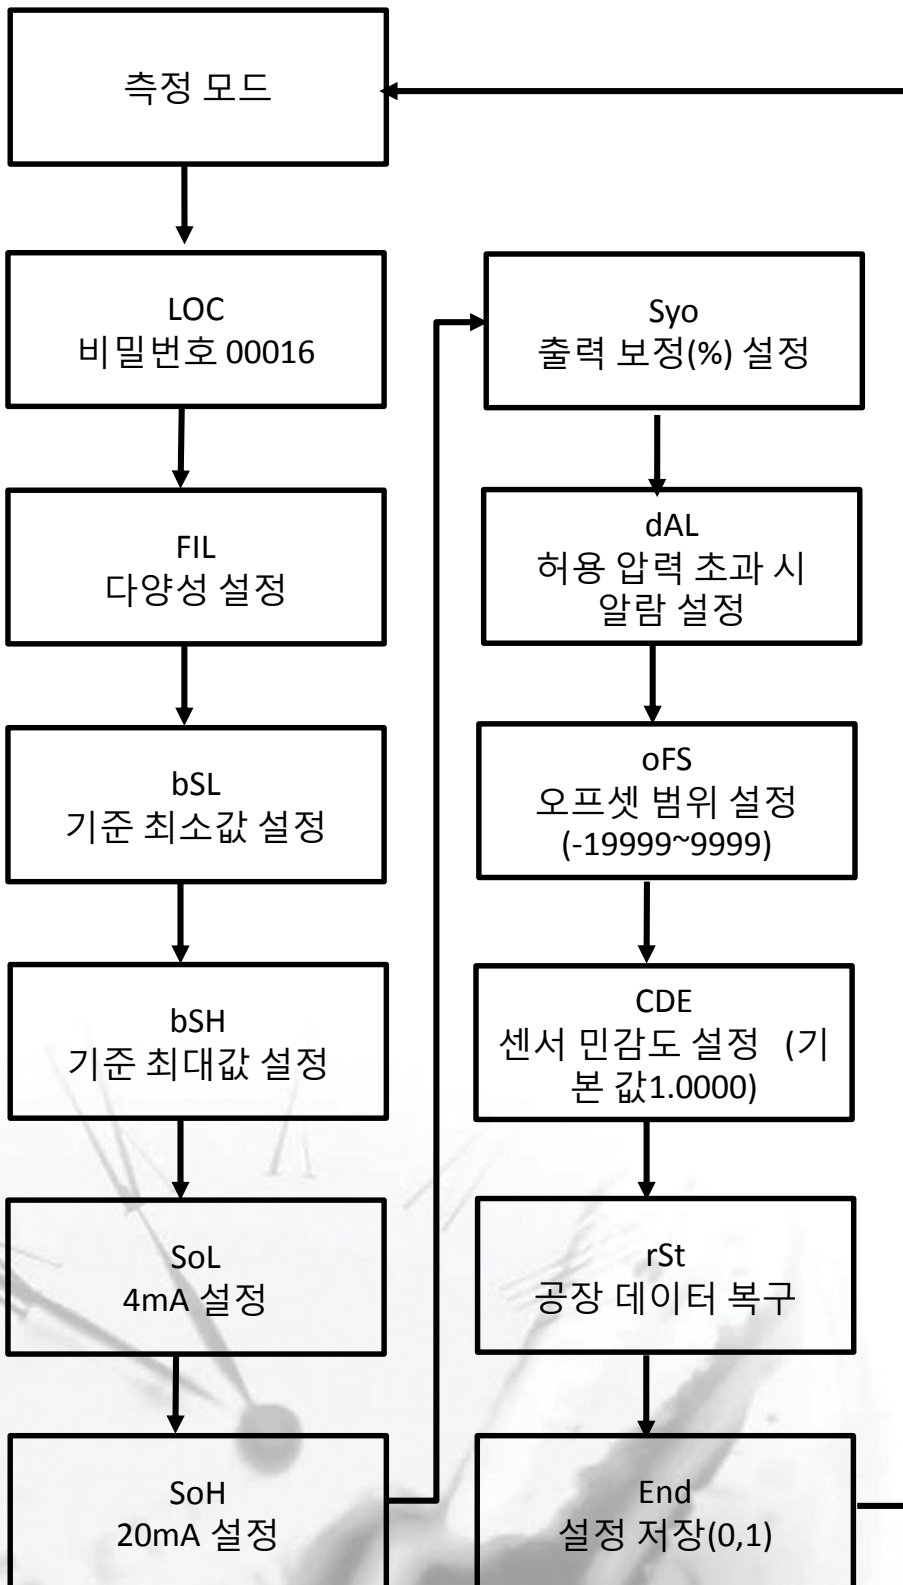 측정 모드
LOC
비밀번호 00016
FIL
다양성 설정
bSL
기준 최소값 설정
bSH
기준 최대값 설정
SoL
4mA 설정
SoH
20mA 설정
Syo
출력 보정(%) 설정
dAL
허용 압력 초과 시
알람 설정
oFS
오프셋 범위 설정
(-19999~9999)
CDE
센서 민감도 설정 (기
본 값1.0000)
rSt
공장 데이터 복구
End
설정 저장(0,1)